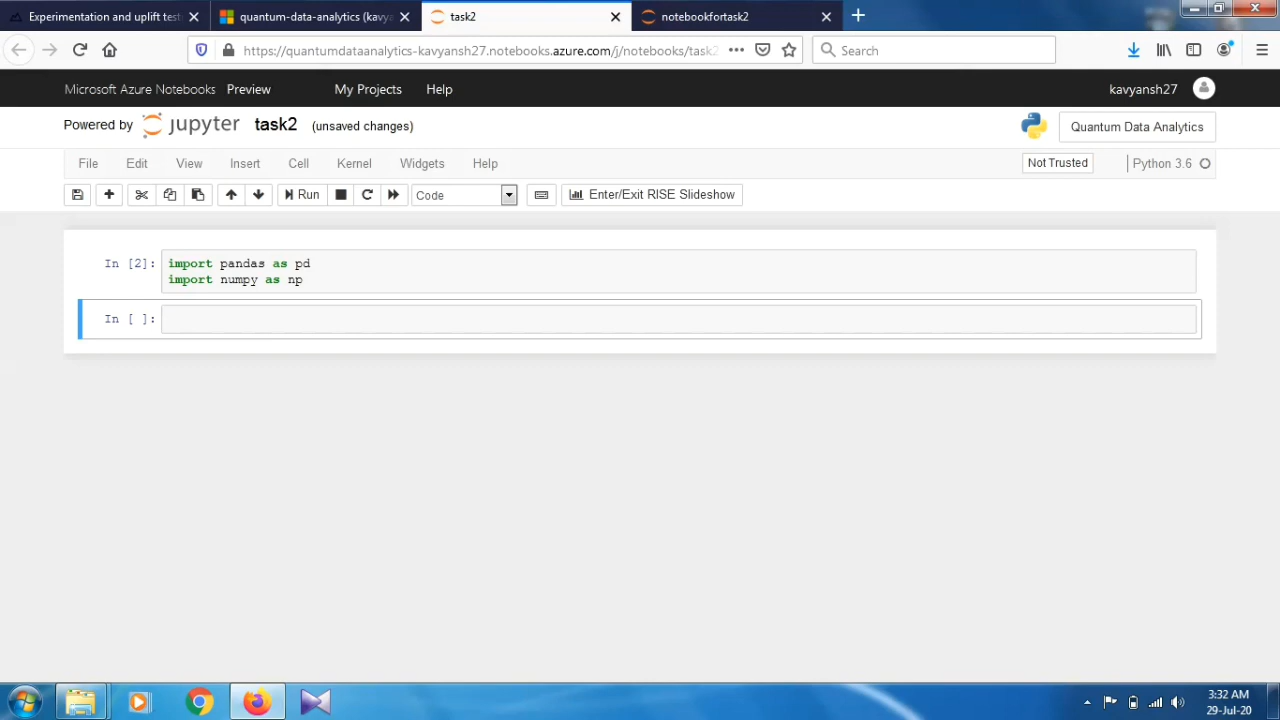 Experimentation and uplift test
quantum-data-analytics (kavya
task2
notebookfortask2
https://quantumdataanalytics-kavyansh27.notebooks.azure.com/j/notebooks/task2
Search
Microsoft Azure Notebooks Preview My Projects Help kavyansh27
Powered by jupyter task2 (unsaved changes) Quantum Data Analytics
File Edit View Insert Cell Kernel Widgets Help Not Trusted Python 3.6
Run Code Enter/Exit RISE Slideshow
In [2]: import pandas as pd
import numpy as np
In [ ]:
3:32 AM
29-Jul-20